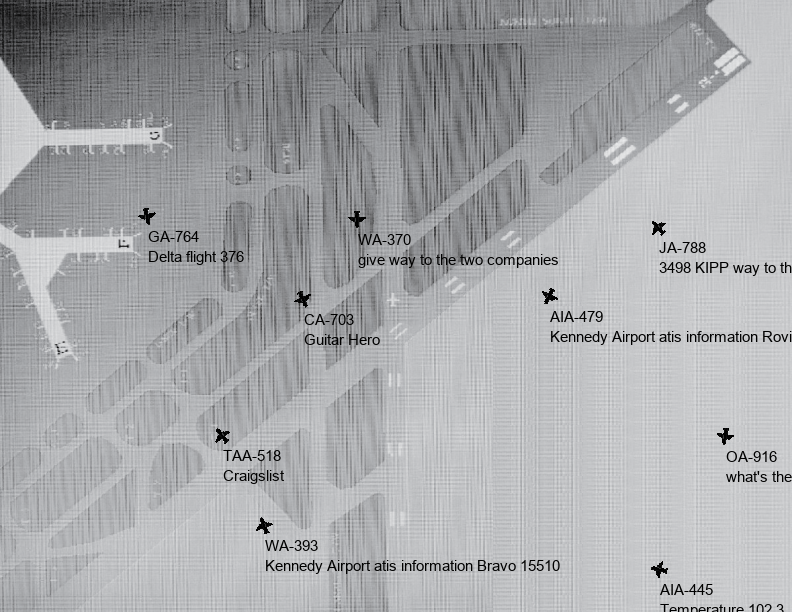 GA-764
Delta flight 376
WA-370
give way to the two companies
JA-788
3498 KIPP way to th
CA-703
Guitar Hero
AIA-479
Kennedy Airport atis information Rovi
TAA-518
Craigslist
OA-916
what's the
WA-393
Kennedy Airport atis information Bravo 15510
AIA-445
Temperature 102.3